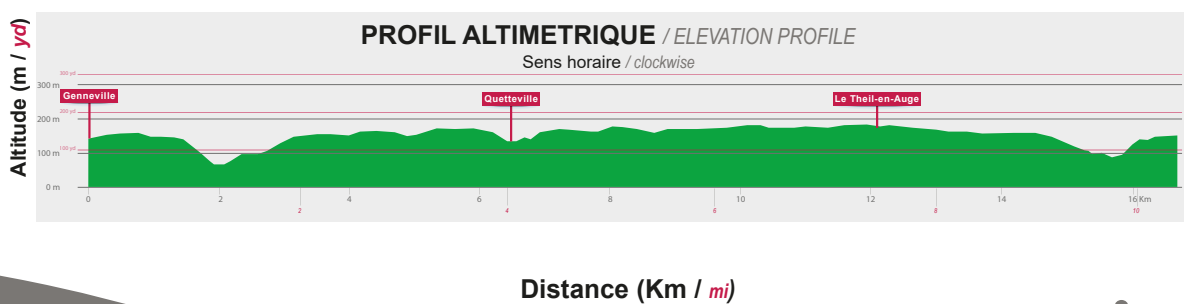 Altitude (m / yd)
PROFIL ALTIMETRIQUE / ELEVATION PROFILE
Sens horaire / clockwise
300 yd
300 m
Genneville
Quetteville
Le Theil-en-Auge
200 yd
200 m
100 yd
100 m
0 m
0 2 4 6 8 10 12 14 16 Km
2 4 6 8 10
Distance (Km / mi)